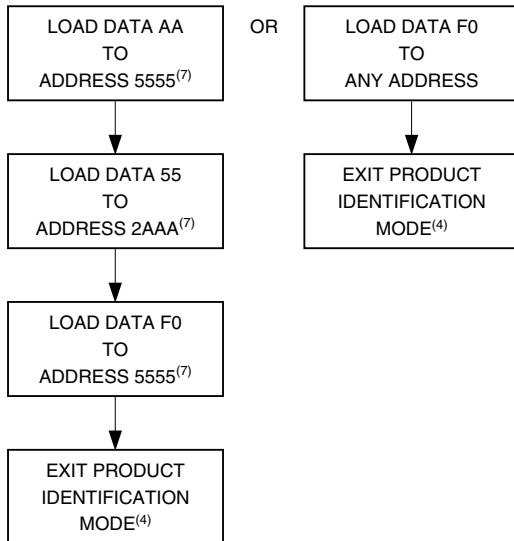 LOAD DATA AA
TO
ADDRESS 5555(7)
LOAD DATA 55
TO
ADDRESS 2AAA(7)
LOAD DATA F0
TO
ADDRESS 5555(7)
EXIT PRODUCT
IDENTIFICATION
MODE(4)
OR
LOAD DATA F0
TO
ANY ADDRESS
EXIT PRODUCT
IDENTIFICATION
MODE(4)